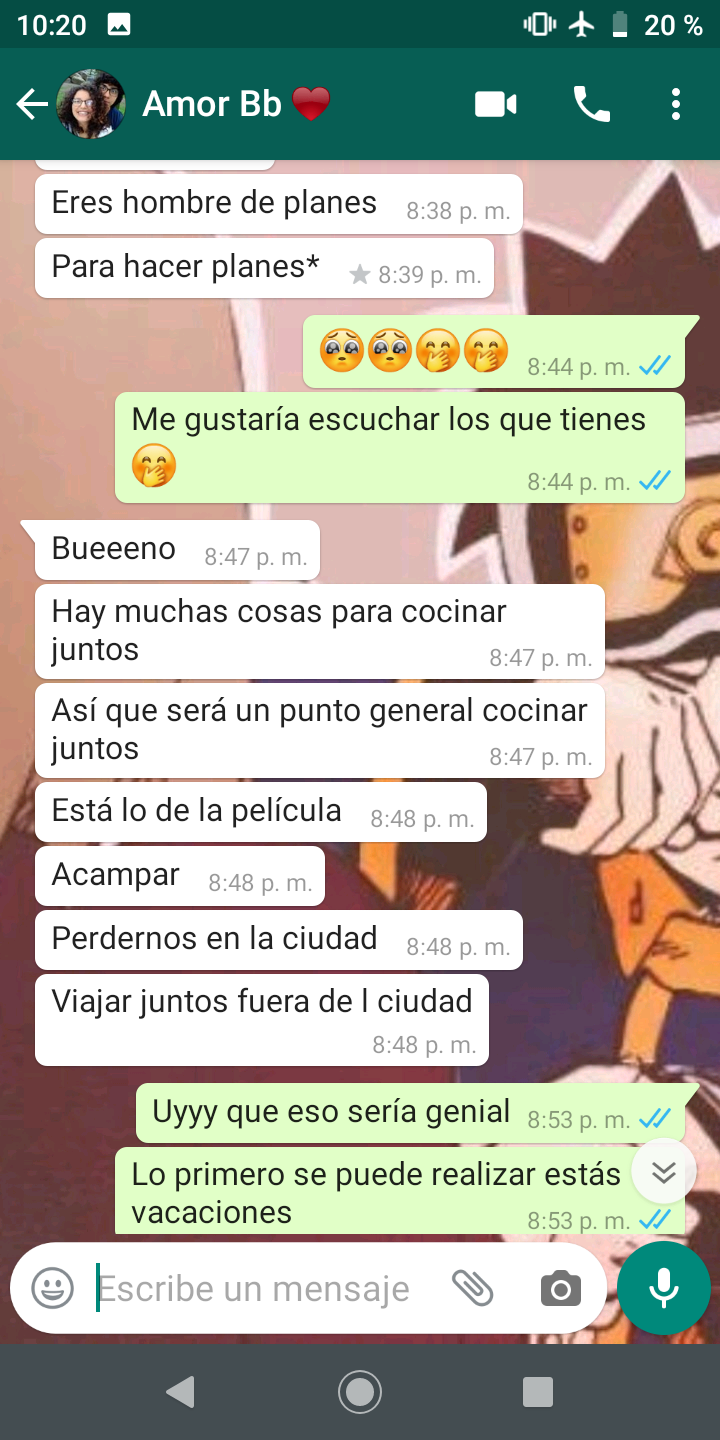 10:20
20 %
Amor Bb
Eres hombre de planes
8:38 p. m.
Para hacer planes*
8:39 p. m.
8:44 p. m.
Me gustaría escuchar los que tienes
8:44 p. m.
Bueeeno
8:47 p. m.
Hay muchas cosas para cocinar
juntos
8:47 p. m.
Así que será un punto general cocinar
juntos
8:47 p. m.
Está lo de la película
8:48 p. m.
Acampar
8:48 p. m.
Perdernos en la ciudad
8:48 p. m.
Viajar juntos fuera de l ciudad
8:48 p. m.
Uyyy que eso sería genial
8:53 p. m.
Lo primero se puede realizar estás
vacaciones
8:53 p. m.
Escribe un mensaje